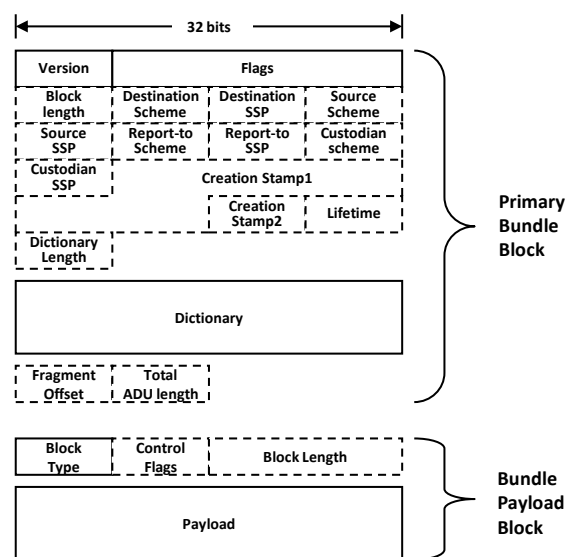 32 bits
Version Flags
Block Destination Destination Source
length Scheme SSP Scheme
Source Report-to Report-to Custodian
SSP Scheme SSP scheme
Custodian
SSP
Creation Stamp1
Creation
Stamp2
Lifetime
Dictionary
Length
Dictionary
Fragment Total
Offset ADU length
Primary
Bundle
Block
Block Control
Type Flags
Block Length
Payload
Bundle
Payload
Block